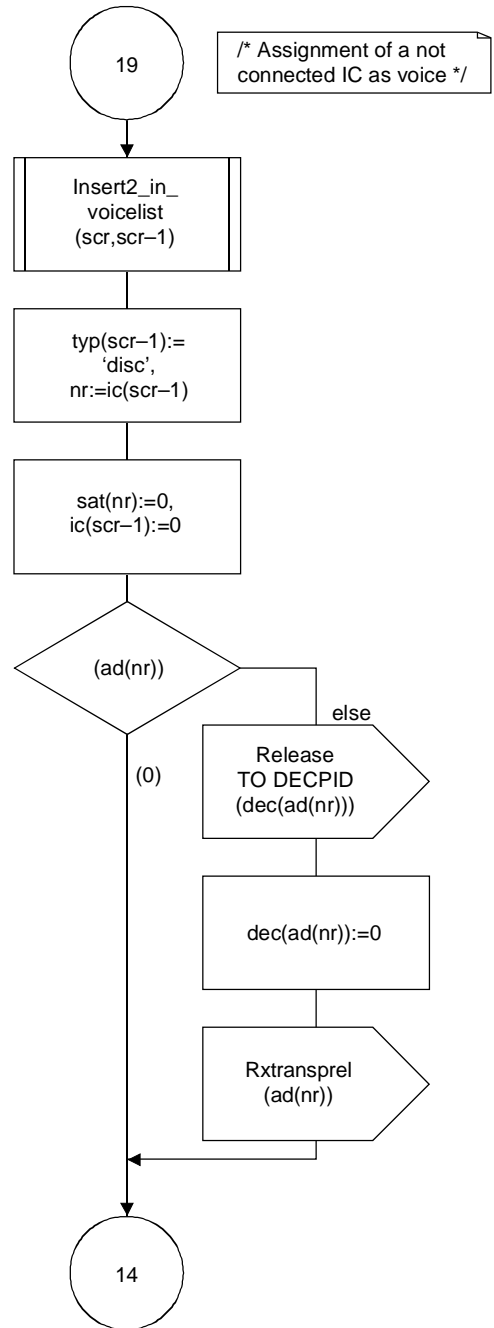 19
/* Assignment of a not
connected IC as voice */
Insert2_in_
voicelist
(scr,scr–1)
typ(scr–1):=
‘disc’,
nr:=ic(scr–1)
sat(nr):=0,
ic(scr–1):=0
(ad(nr))
else
(0)
Release
TO DECPID
(dec(ad(nr)))
dec(ad(nr)):=0
Rxtransprel
(ad(nr))
14